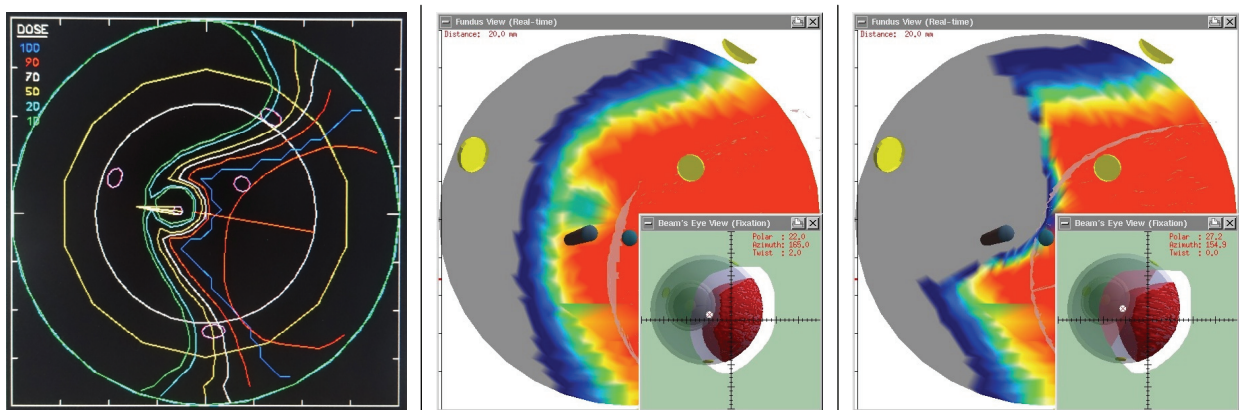 DOSE
100
90
70
50
20
10
Fundus View (Real-time)
Distance: 20.0 mm
Beam's Eye View (Fixation)
Polar : 22.0
Azimuth: 165.0
Twist : 2.0
Fundus View (Real-time)
Distance: 20.0 mm
Beam's Eye View (Fixation)
Polar : 27.2
Azimuth: 154.9
Twist : 0.0